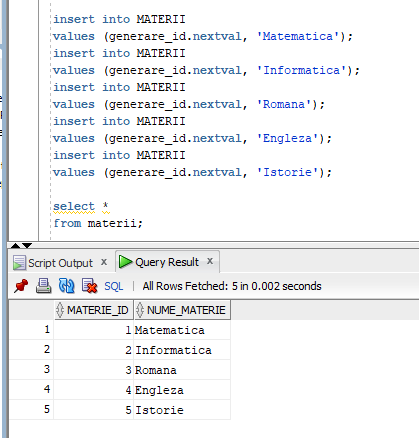 insert into MATERII
values (generare_id.nextval, 'Matematica');
insert into MATERII
values (generare_id.nextval, 'Informatica');
insert into MATERII
values (generare_id.nextval, 'Romana');
insert into MATERII
values (generare_id.nextval, 'Engleza');
insert into MATERII
values (generare_id.nextval, 'Istorie');
select *
from materii;
Script Output x Query Result x
SQL | All Rows Fetched: 5 in 0.002 seconds
MATERIE_ID NUME_MATERIE
1 1 Matematica
2 2 Informatica
3 3 Romana
4 4 Engleza
5 5 Istorie